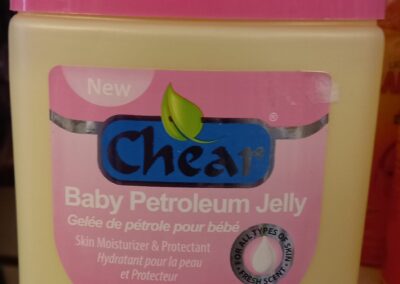 New
Chear®
Baby Petroleum Jelly
Gelée de pétrole pour bébé
Skin Moisturizer & Protectant
Hydratant pour la peau
et Protecteur
FOR ALL TYPES OF SKIN
FRESH SCENT